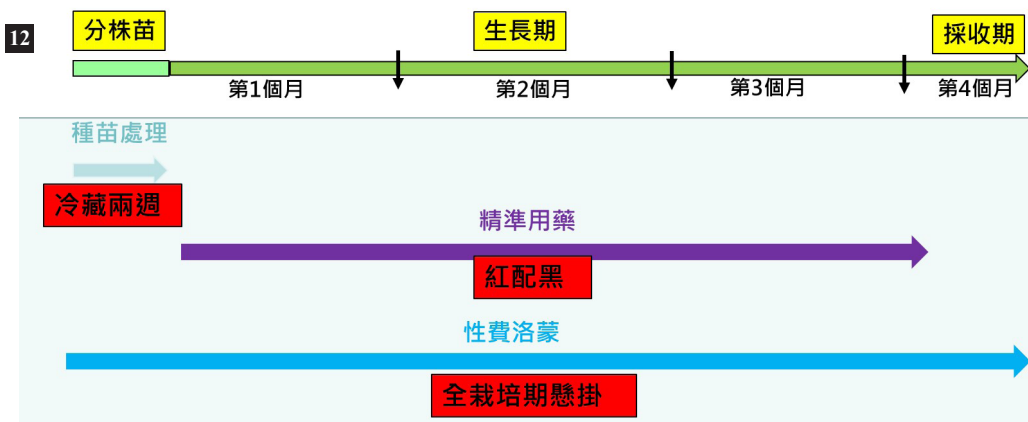 12
分株苗
生長期
採收期
第1個月
第2個月
第3個月
第4個月
種苗處理
冷藏兩週
精準用藥
紅配黑
性費洛蒙
全栽培期懸掛